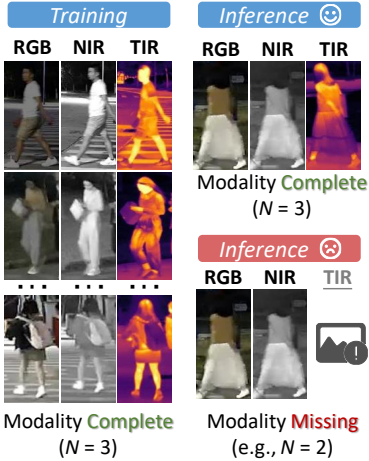 Training
RGB NIR TIR
...
Modality Complete
(N = 3)
Inference
RGB NIR TIR
Modality Complete
(N = 3)
Inference
RGB NIR TIR
Modality Missing
(e.g., N = 2)